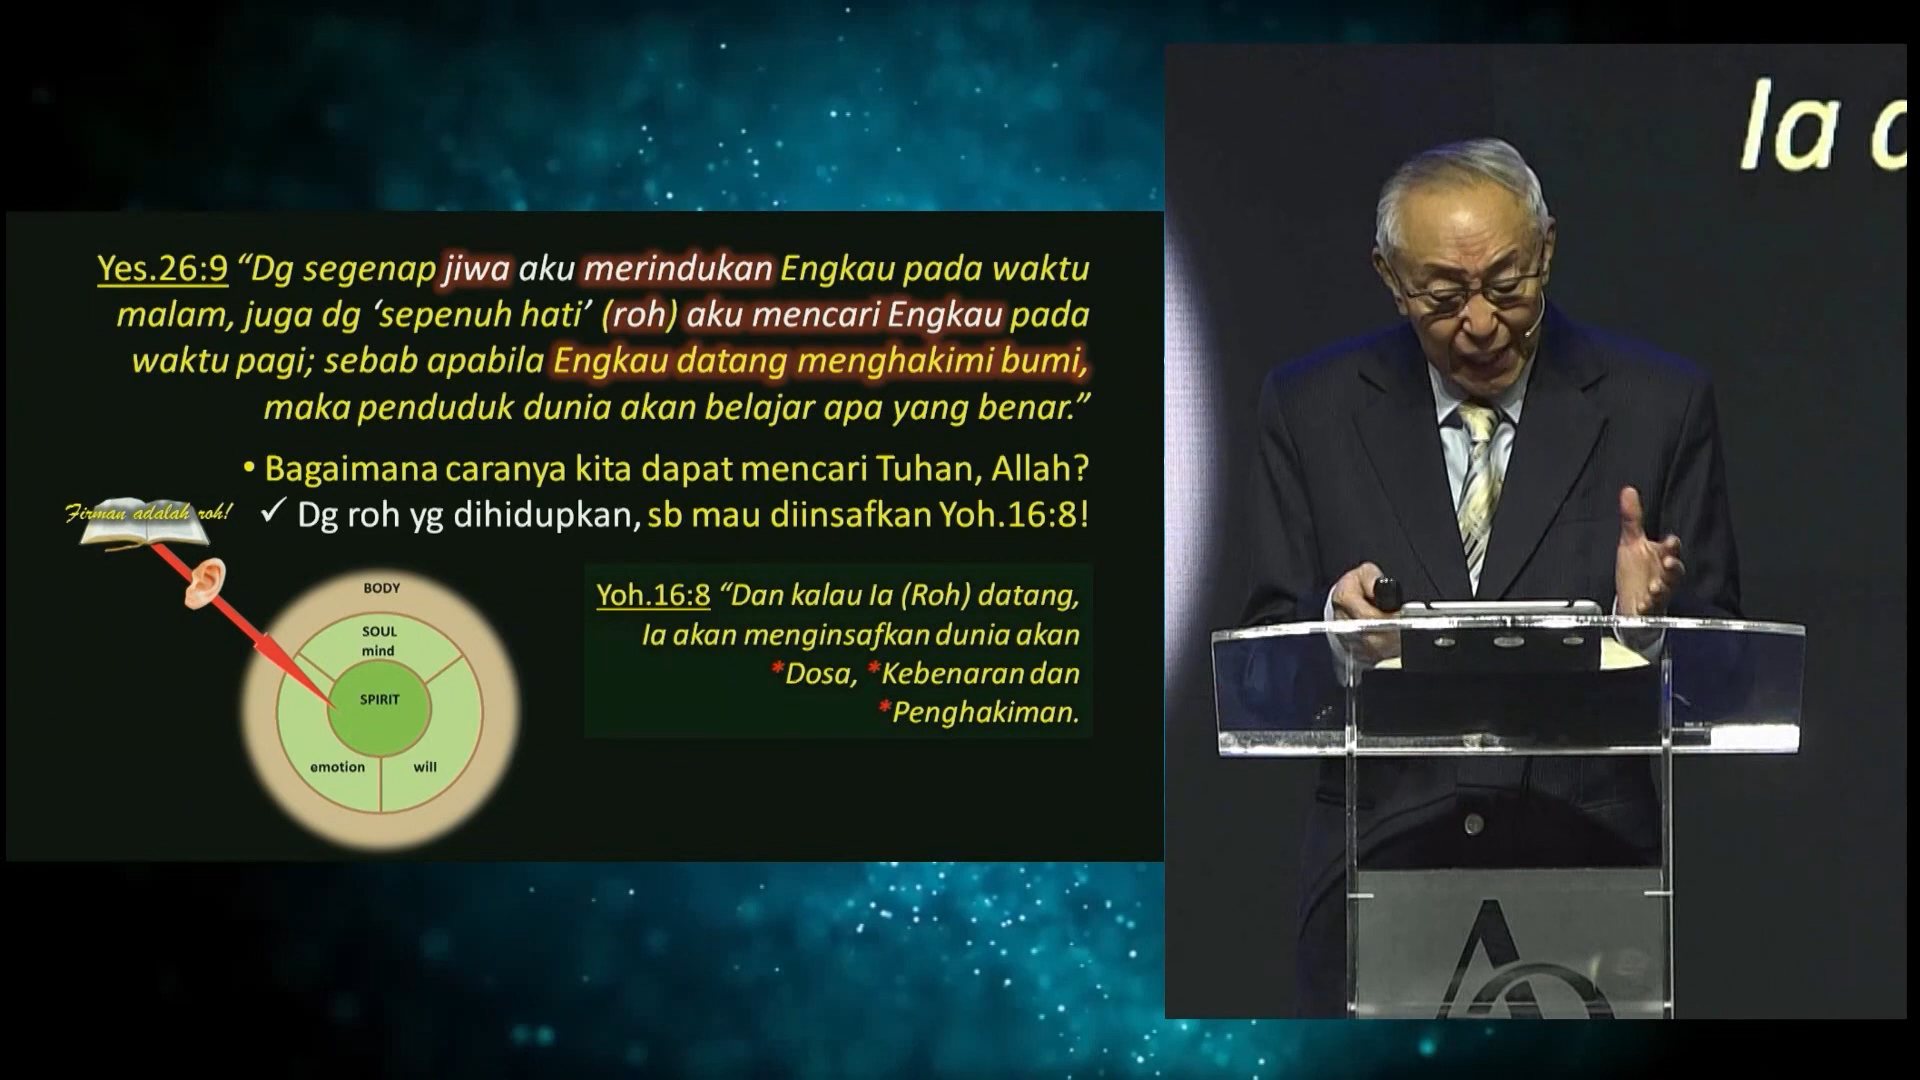 Yes.26:9 “Dg segenap jiwa aku merindukan Engkau pada waktu
malam, juga dg ‘sepenuh hati’ (roh) aku mencari Engkau pada
waktu pagi; sebab apabila Engkau datang menghakimi bumi,
maka penduduk dunia akan belajar apa yang benar.”
• Bagaimana caranya kita dapat mencari Tuhan, Allah?
✓ Dg roh yg dihidupkan, sb mau diinsafkan Yoh.16:8!
Firman adalah roh!
BODY
SOUL
mind
SPIRIT
emotion will
Yoh.16:8 “Dan kalau Ia (Roh) datang,
Ia akan menginsafkan dunia akan
*Dosa, *Kebenaran dan
*Penghakiman.
Ia a